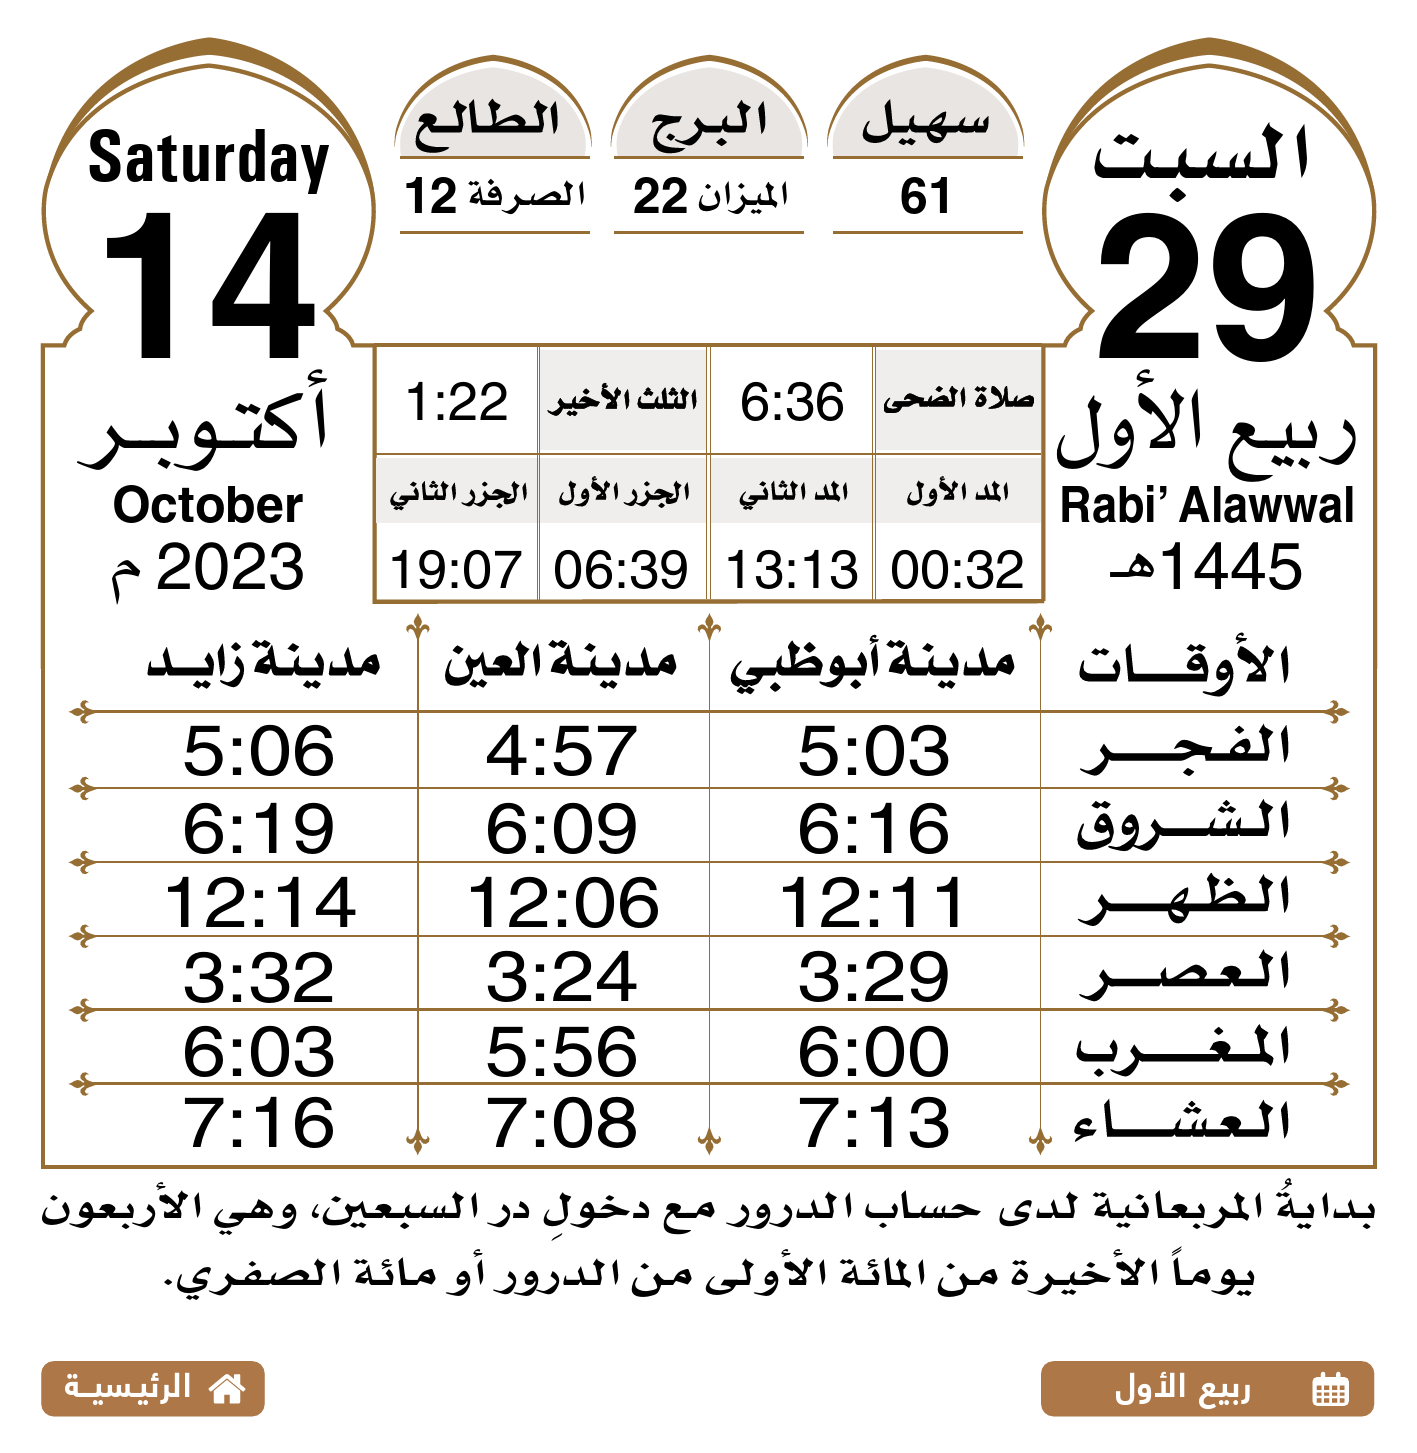 السبت
29
ربيع الأول
Rabi’ Alawwal
1445هـ
سهيل
61
البرج
الميزان 22
الطالع
الصرفة 12
Saturday
14
أكتوبر
October
2023 م
صلاة الضحى 6:36 الثلث الأخير 1:22
المد الأول المد الثاني الجزر الأول الجزر الثاني
00:32 13:13 06:39 19:07
الأوقات مدينة أبوظبي مدينة العين مدينة زايد
الفجر 5:03 4:57 5:06
الشروق 6:16 6:09 6:19
الظهر 12:11 12:06 12:14
العصر 3:29 3:24 3:32
المغرب 6:00 5:56 6:03
العشاء 7:13 7:08 7:16
بدايةُ المربعانية لدى حساب الدرور مع دخولِ در السبعين، وهي الأربعون
يوماً الأخيرة من المائة الأولى من الدرور أو مائة الصفري.
ربيع الأول
الرئيسية